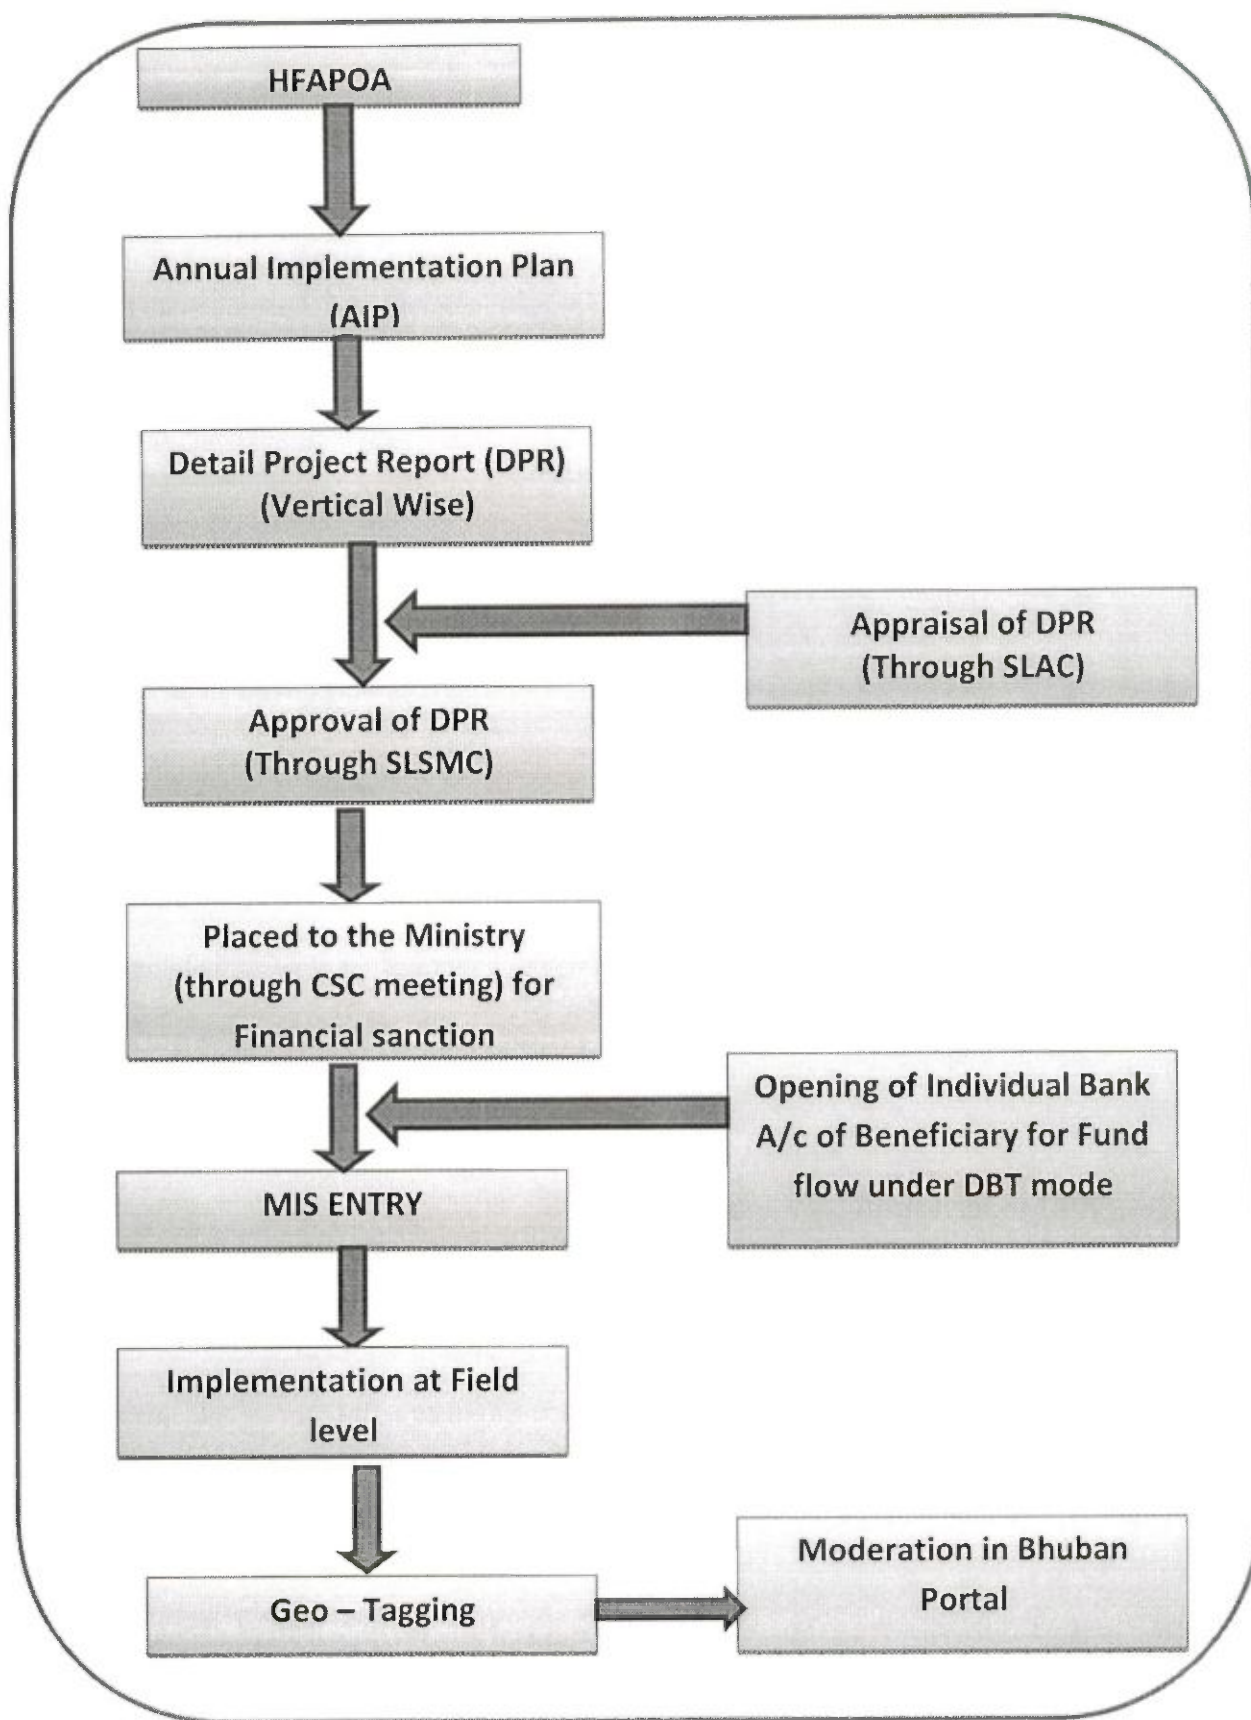 HFAPOA
Annual Implementation Plan
(AIP)
Detail Project Report (DPR)
(Vertical Wise)
Appraisal of DPR
(Through SLAC)
Approval of DPR
(Through SLSMC)
Placed to the Ministry
(through CSC meeting) for
Financial sanction
Opening of Individual Bank
A/c of Beneficiary for Fund
flow under DBT mode
MIS ENTRY
Implementation at Field
level
Geo – Tagging
Moderation in Bhuban
Portal